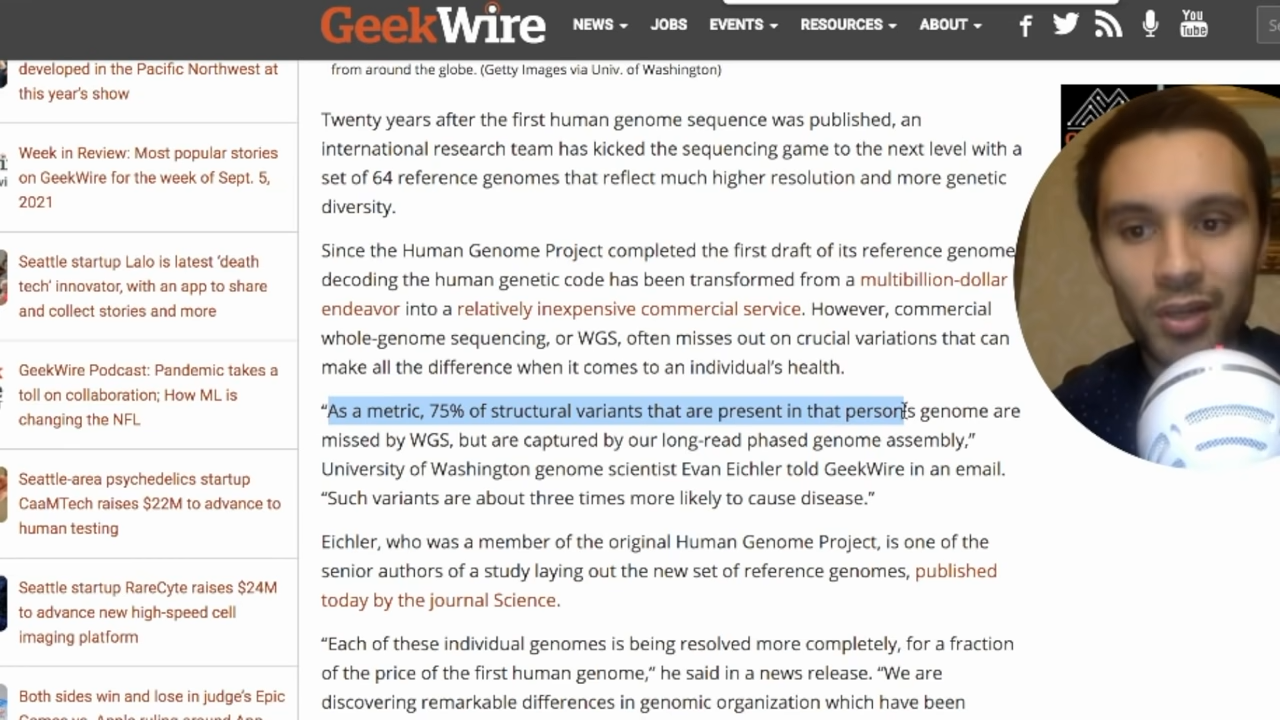 GeekWire
NEWS
JOBS
EVENTS
RESOURCES
ABOUT
You
Tube
developed in the Pacific Northwest at
this year's show
Week in Review: Most popular stories
on GeekWire for the week of Sept. 5,
2021
Seattle startup Lalo is latest ‘death
tech’ innovator, with an app to share
and collect stories and more
GeekWire Podcast: Pandemic takes a
toll on collaboration; How ML is
changing the NFL
Seattle-area psychedelics startup
CaaMTech raises $22M to advance to
human testing
Seattle startup RareCyte raises $24M
to advance new high-speed cell
imaging platform
Both sides win and lose in judge’s Epic
from around the globe. (Getty Images via Univ. of Washington)
Twenty years after the first human genome sequence was published, an
international research team has kicked the sequencing game to the next level with a
set of 64 reference genomes that reflect much higher resolution and more genetic
diversity.
Since the Human Genome Project completed the first draft of its reference genome
decoding the human genetic code has been transformed from a multibillion-dollar
endeavor into a relatively inexpensive commercial service. However, commercial
whole-genome sequencing, or WGS, often misses out on crucial variations that can
make all the difference when it comes to an individual’s health.
“As a metric, 75% of structural variants that are present in that person’s genome are
missed by WGS, but are captured by our long-read phased genome assembly,”
University of Washington genome scientist Evan Eichler told GeekWire in an email.
“Such variants are about three times more likely to cause disease.”
Eichler, who was a member of the original Human Genome Project, is one of the
senior authors of a study laying out the new set of reference genomes, published
today by the journal Science.
“Each of these individual genomes is being resolved more completely, for a fraction
of the price of the first human genome,” he said in a news release. “We are
discovering remarkable differences in genomic organization which have been